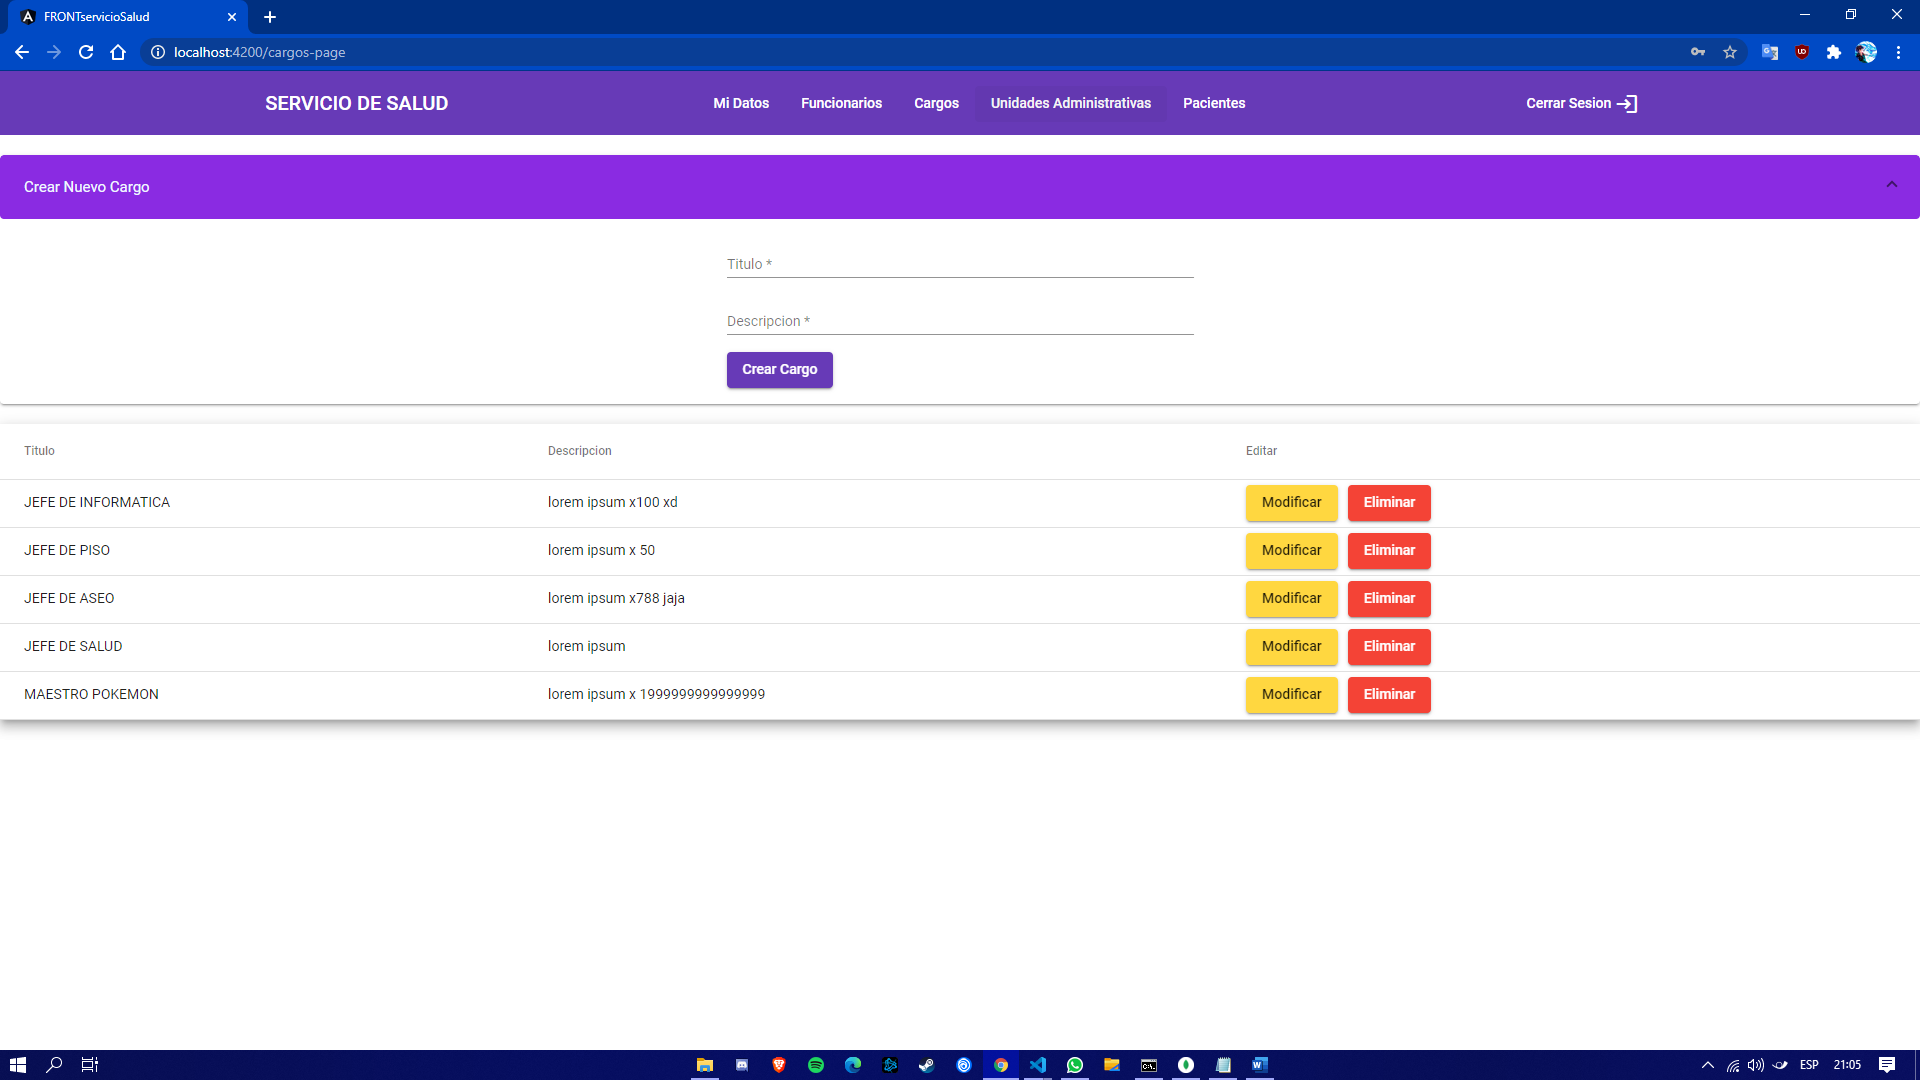 FRONTservicioSalud
localhost:4200/cargos-page
SERVICIO DE SALUD
Mi Datos
Funcionarios
Cargos
Unidades Administrativas
Pacientes
Cerrar Sesion
Crear Nuevo Cargo
Titulo *
Descripcion *
Crear Cargo
Titulo Descripcion Editar
JEFE DE INFORMATICA lorem ipsum x100 xd Modificar Eliminar
JEFE DE PISO lorem ipsum x 50 Modificar Eliminar
JEFE DE ASEO lorem ipsum x788 jaja Modificar Eliminar
JEFE DE SALUD lorem ipsum Modificar Eliminar
MAESTRO POKEMON lorem ipsum x 1999999999999999 Modificar Eliminar
ESP 21:05